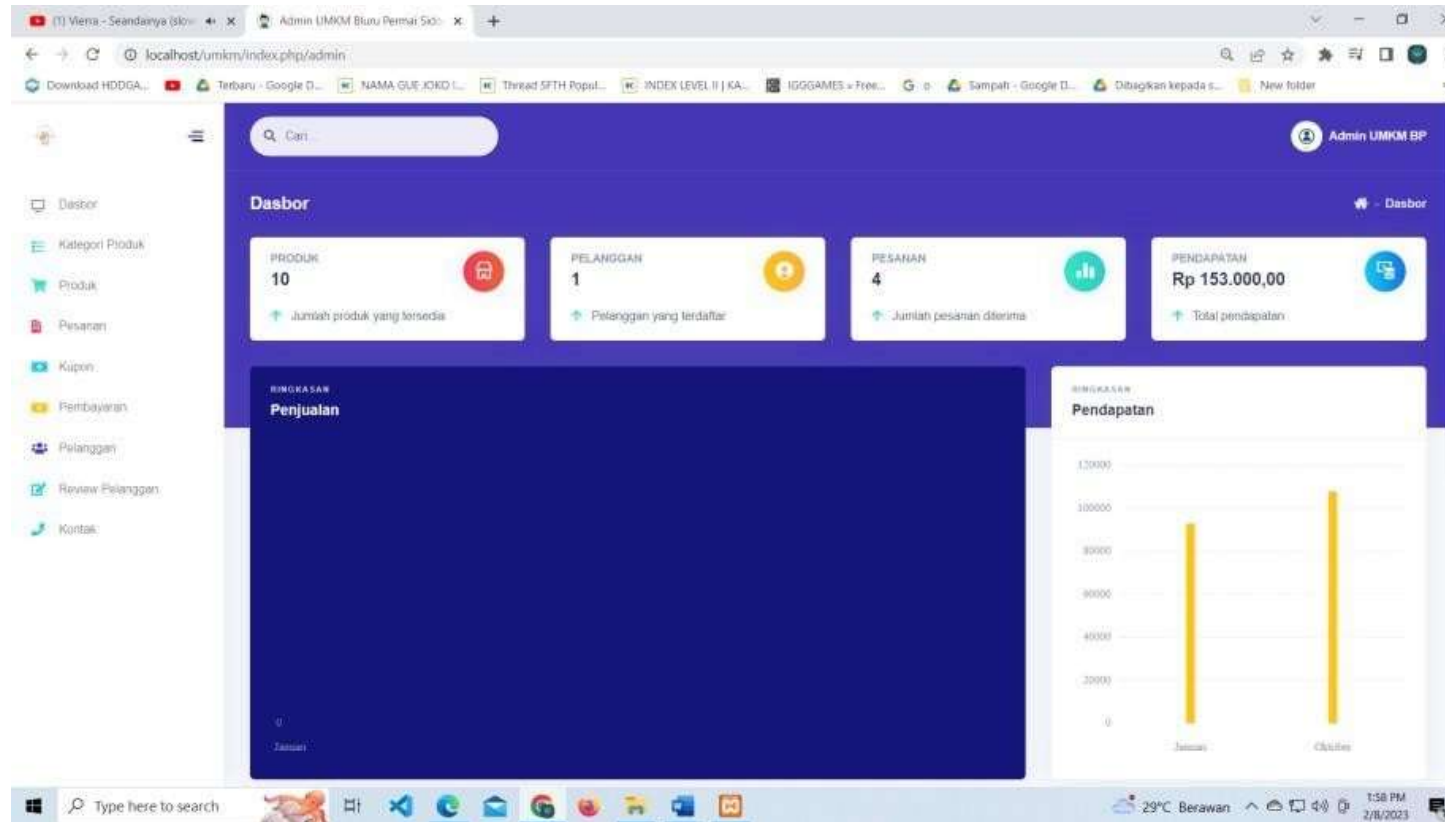 (1) Vierra - Seandainya (slow
Admin UMKM Bluru Permai Sido
localhost/umkm/index.php/admin
Download HDDGA...
Terbaru - Google D...
NAMA GUE JOKO I...
Thread SFTH Popul...
INDEX LEVEL II | KA...
IGGGAMES » Free...
G o
Sampah - Google D...
Dibagikan kepada s...
New folder
Cari...
Admin UMKM BP
Dasbor
Kategori Produk
Produk
Pesanan
Kupon
Pembayaran
Pelanggan
Review Pelanggan
Kontak
Dasbor
- Dasbor
PRODUK
10
Jumlah produk yang tersedia
PELANGGAN
1
Pelanggan yang terdaftar
PESANAN
4
Jumlah pesanan diterima
PENDAPATAN
Rp 153.000,00
Total pendapatan
RINGKASAN
Penjualan
0
Januari
RINGKASAN
Pendapatan
120000
100000
80000
60000
40000
20000
0
Januari
Oktober
Type here to search
29°C Berawan
1:58 PM
2/8/2023